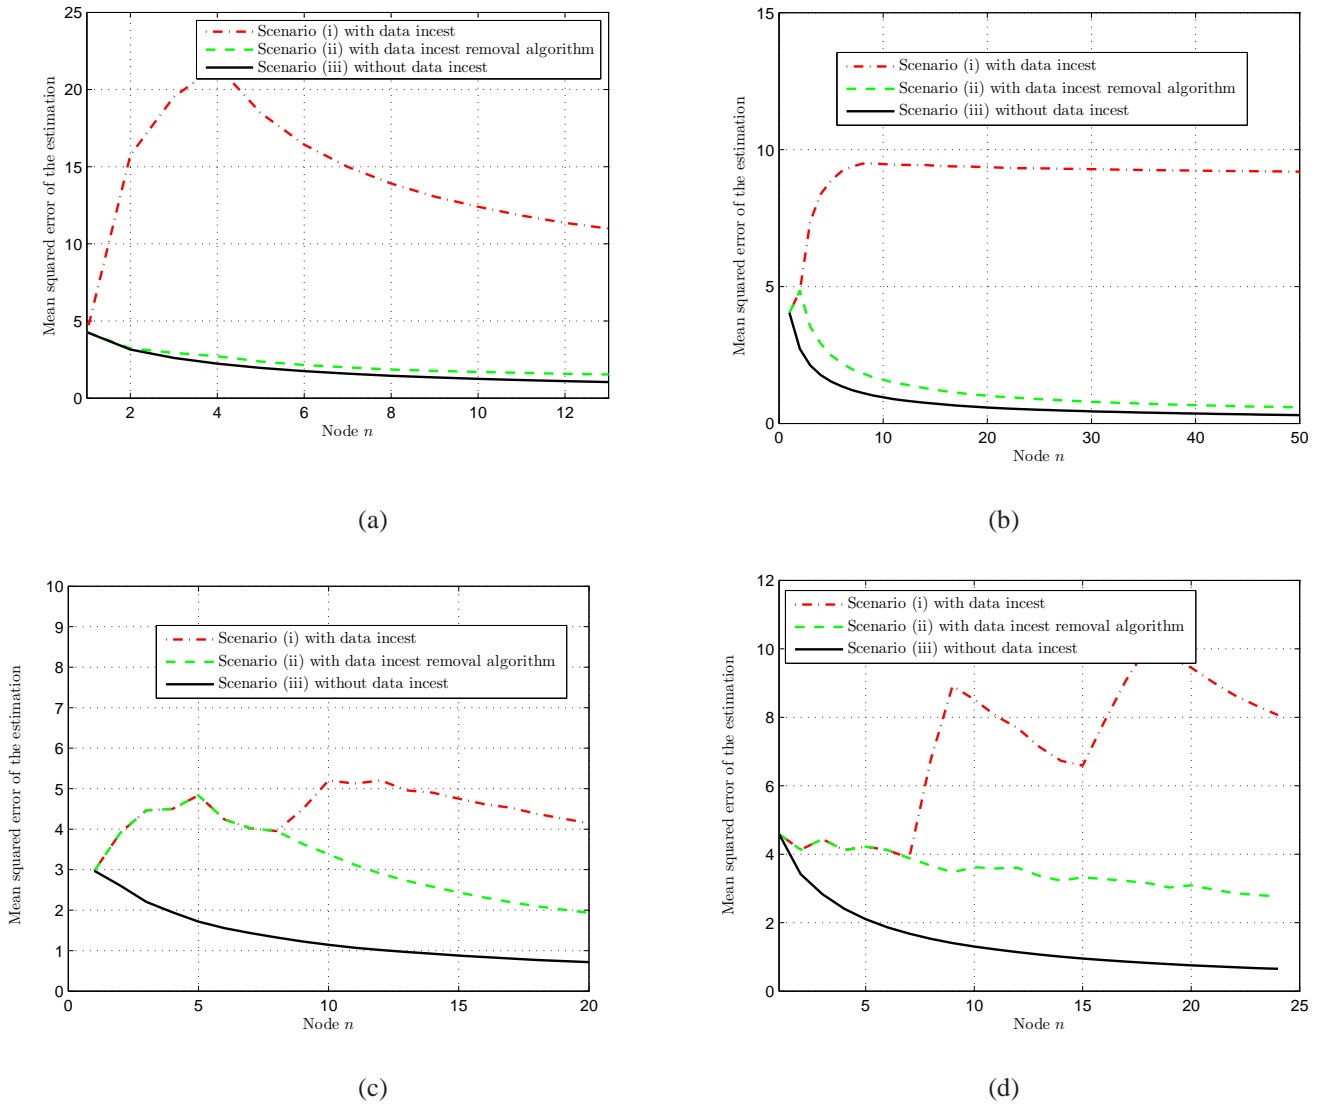 25
20
15
10
5
0
2
4
6
8
10
12
Mean squared error of the estimation
Node n
Scenario (i) with data incest
Scenario (ii) with data incest removal algorithm
Scenario (iii) without data incest
(a)
15
10
5
0
0
10
20
30
40
50
Mean squared error of the estimation
Node n
Scenario (i) with data incest
Scenario (ii) with data incest removal algorithm
Scenario (iii) without data incest
(b)
10
9
8
7
6
5
4
3
2
1
0
0
5
10
15
20
Mean squared error of the estimation
Node n
Scenario (i) with data incest
Scenario (ii) with data incest removal algorithm
Scenario (iii) without data incest
(c)
12
10
8
6
4
2
0
5
10
15
20
25
Mean squared error of the estimation
Node n
Scenario (i) with data incest
Scenario (ii) with data incest removal algorithm
Scenario (iii) without data incest
(d)